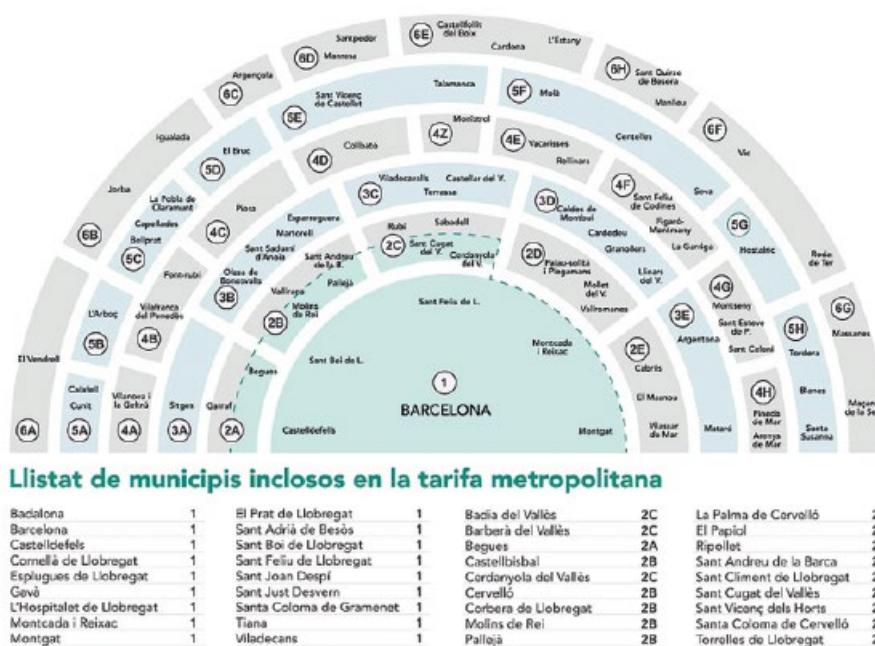 6E
Castellfollit
del Boix
L'Estany
Cardona
Santpedor
6D
Manresa
6H
Sant Quirze
de Besora
Manlleu
Argençola
6C
Sant Vicenç
de Castellet
Talamanca
5F
Moià
5E
6F
Vic
Igualada
El Bruc
5D
4D
Collbató
4Z
Monistrol
4E
Vacarisses
Rellinars
Centelles
Jorba
La Pobla de
Claramunt
Capellades
Bellprat
5C
Piera
4C
3C
Viladecavalls
Castellar del V.
Terrassa
4F
Sant Feliu
de Codines
Seva
6B
Esparreguera
Martorell
3D
Caldes de
Montbui
Figaró-
Montmany
5G
Rubí
Sabadell
Cardedeu
La Garriga
Hostalric
Sant Sadurní
d'Anoia
Sant Andreu
de la B.
2C
Sant Cugat
del V.
Cerdanyola
del V.
2D
Palau-solità
i Plegamans
Granollers
Font-rubí
Olesa de
Bonesvalls
3B
Pallejà
Mollet
del V.
Llinars
del V.
4G
Montseny
L'Arboç
5B
Vilafranca
del Penedès
4B
Vallirana
Molins
de Rei
2B
Sant Feliu de L.
Vallromanes
3E
Argentona
Sant Esteve
de P.
Sant Celoni
5H
Tordera
6G
Massanes
El Vendrell
Begues
Sant Boi de L.
Montcada
i Reixac
2E
Cabrils
Calafell
Cunit
5A
Vilanova i
la Geltrú
4A
Sitges
3A
Garraf
2A
1
BARCELONA
El Masnou
4H
Pineda
de Mar
Arenys
de Mar
Blanes
6A
Castelldefels
Montgat
Vilassar
de Mar
Mataró
Santa
Susanna
Llistat de municipis inclosos en la tarifa metropolitana
Badalona 1
Barcelona 1
Castelldefels 1
Cornellà de Llobregat 1
Esplugues de Llobregat 1
Gavà 1
L'Hospitalet de Llobregat 1
Montcada i Reixac 1
Montgat 1
El Prat de Llobregat 1
Sant Adrià de Besòs 1
Sant Boi de Llobregat 1
Sant Feliu de Llobregat 1
Sant Joan Despí 1
Sant Just Desvern 1
Santa Coloma de Gramenet 1
Tiana 1
Viladecans 1
Badia del Vallès 2C
Barberà del Vallès 2C
Begues 2A
Castellbisbal 2B
Cerdanyola del Vallès 2C
Cervelló 2B
Corbera de Llobregat 2B
Molins de Rei 2B
Pallejà 2B
La Palma de Cervelló
El Papiol
Ripollet
Sant Andreu de la Barca
Sant Climent de Llobregat
Sant Cugat del Vallès
Sant Vicenç dels Horts
Santa Coloma de Cervelló
Torrelles de Llobregat